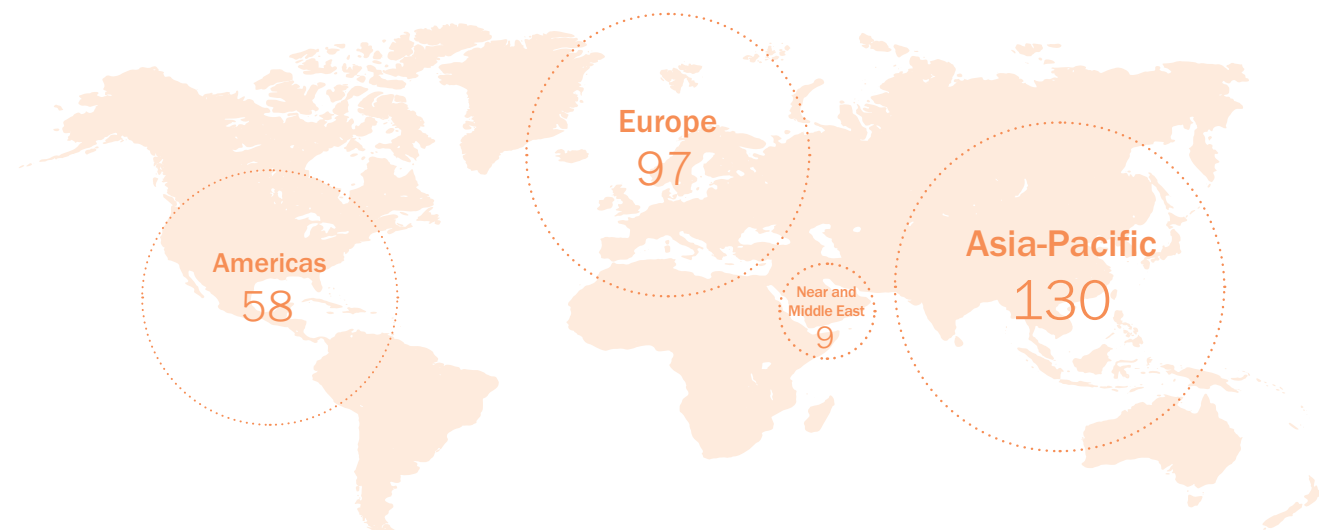 Europe
97
Americas
58
Near and
Middle East
9
Asia-Pacific
130